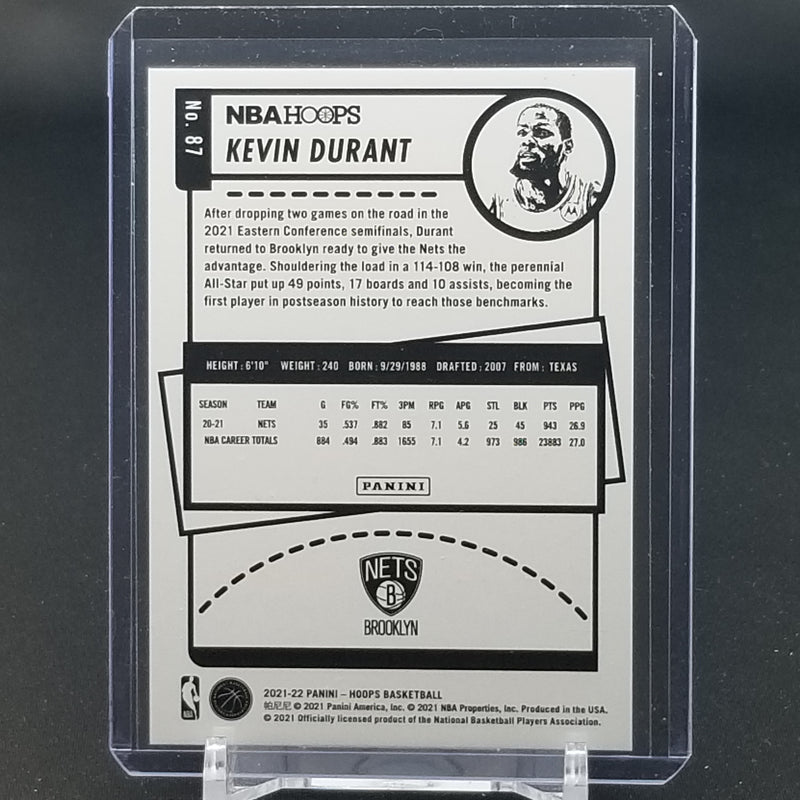 No. 87
NBA HOOPS
KEVIN DURANT
After dropping two games on the road in the
2021 Eastern Conference semifinals, Durant
returned to Brooklyn ready to give the Nets the
advantage. Shouldering the load in a 114-108 win, the perennial
All-Star put up 49 points, 17 boards and 10 assists, becoming the
first player in postseason history to reach those benchmarks.
HEIGHT: 6'10" WEIGHT: 240 BORN: 9/29/1988 DRAFTED: 2007 FROM: TEXAS
SEASON TEAM G FG% FT% 3PM RPG APG STL BLK PTS PPG
20-21 NETS 35 .537 .882 85 7.1 5.6 25 45 943 26.9
NBA CAREER TOTALS 884 .494 .883 1655 7.1 4.2 973 986 23883 27.0
PANINI
NETS
B
BROOKLYN
2021-22 PANINI – HOOPS BASKETBALL
帕尼尼 © 2021 Panini America, Inc. © 2021 NBA Properties, Inc. Produced in the USA.
© 2021 Officially licensed product of the National Basketball Players Association.
NBA